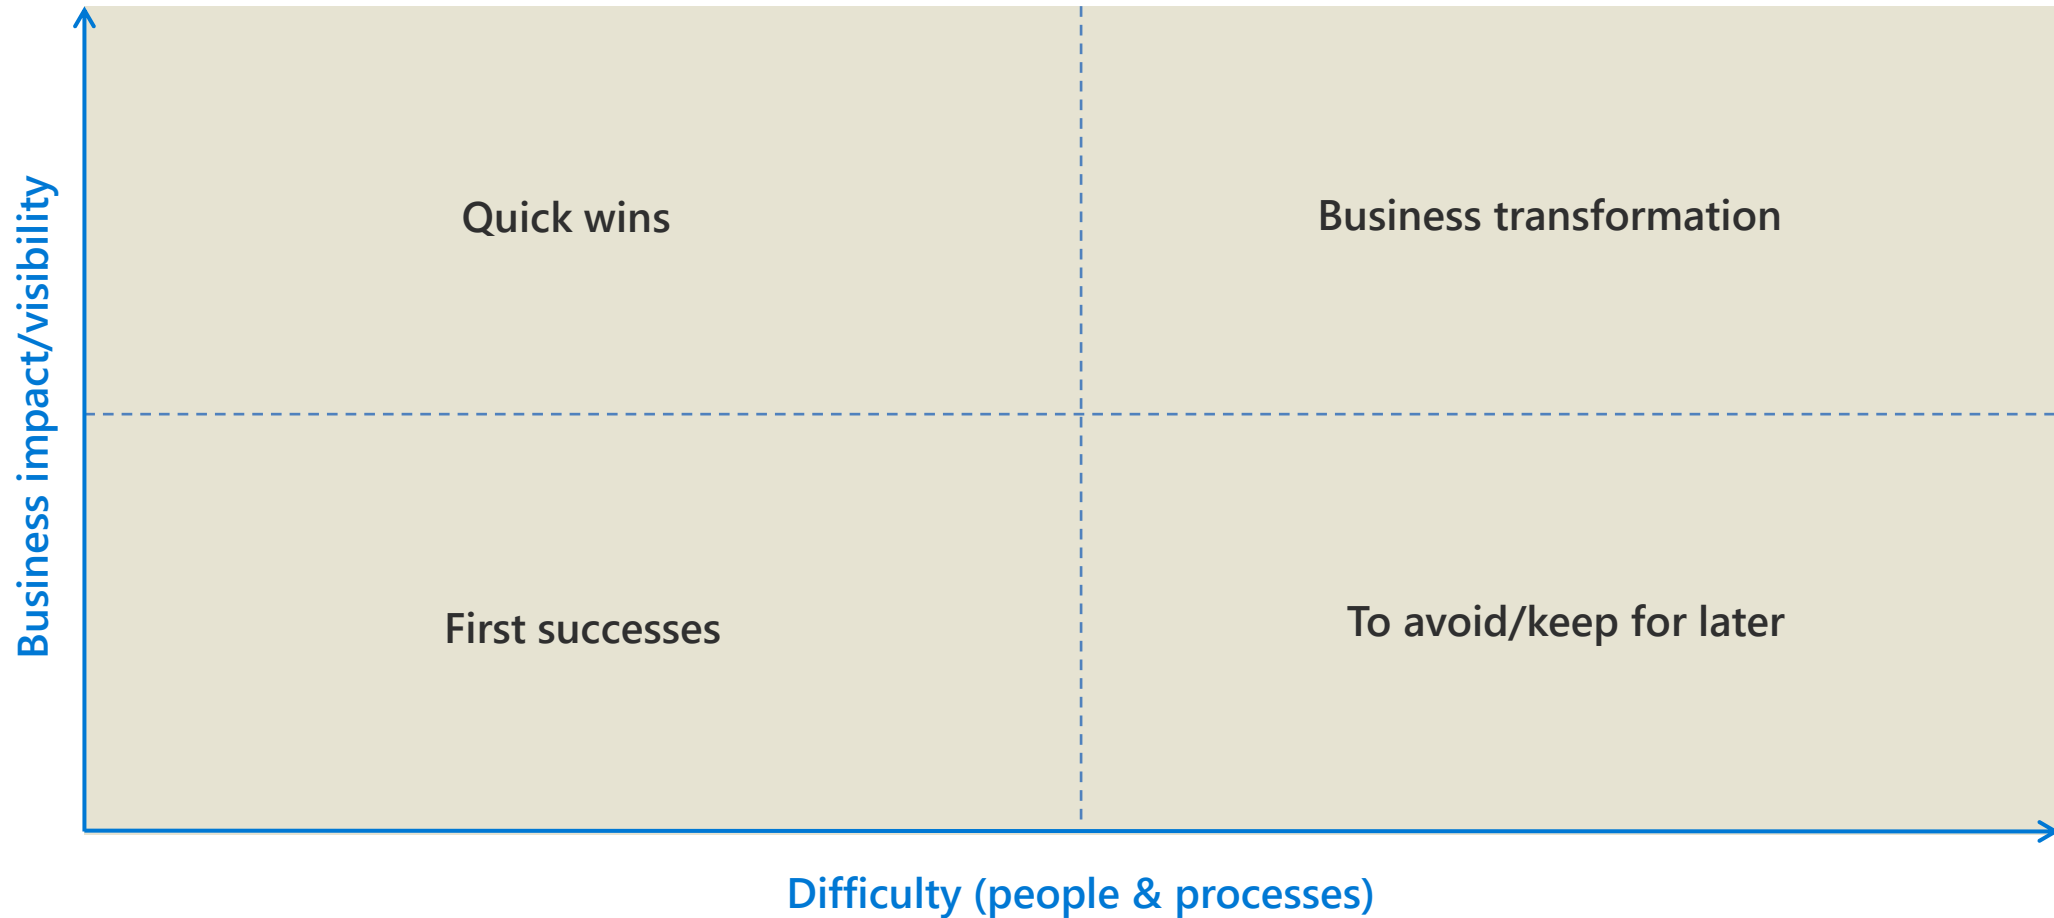 Business impact/visibility
Quick wins
Business transformation
First successes
To avoid/keep for later
Difficulty (people & processes)